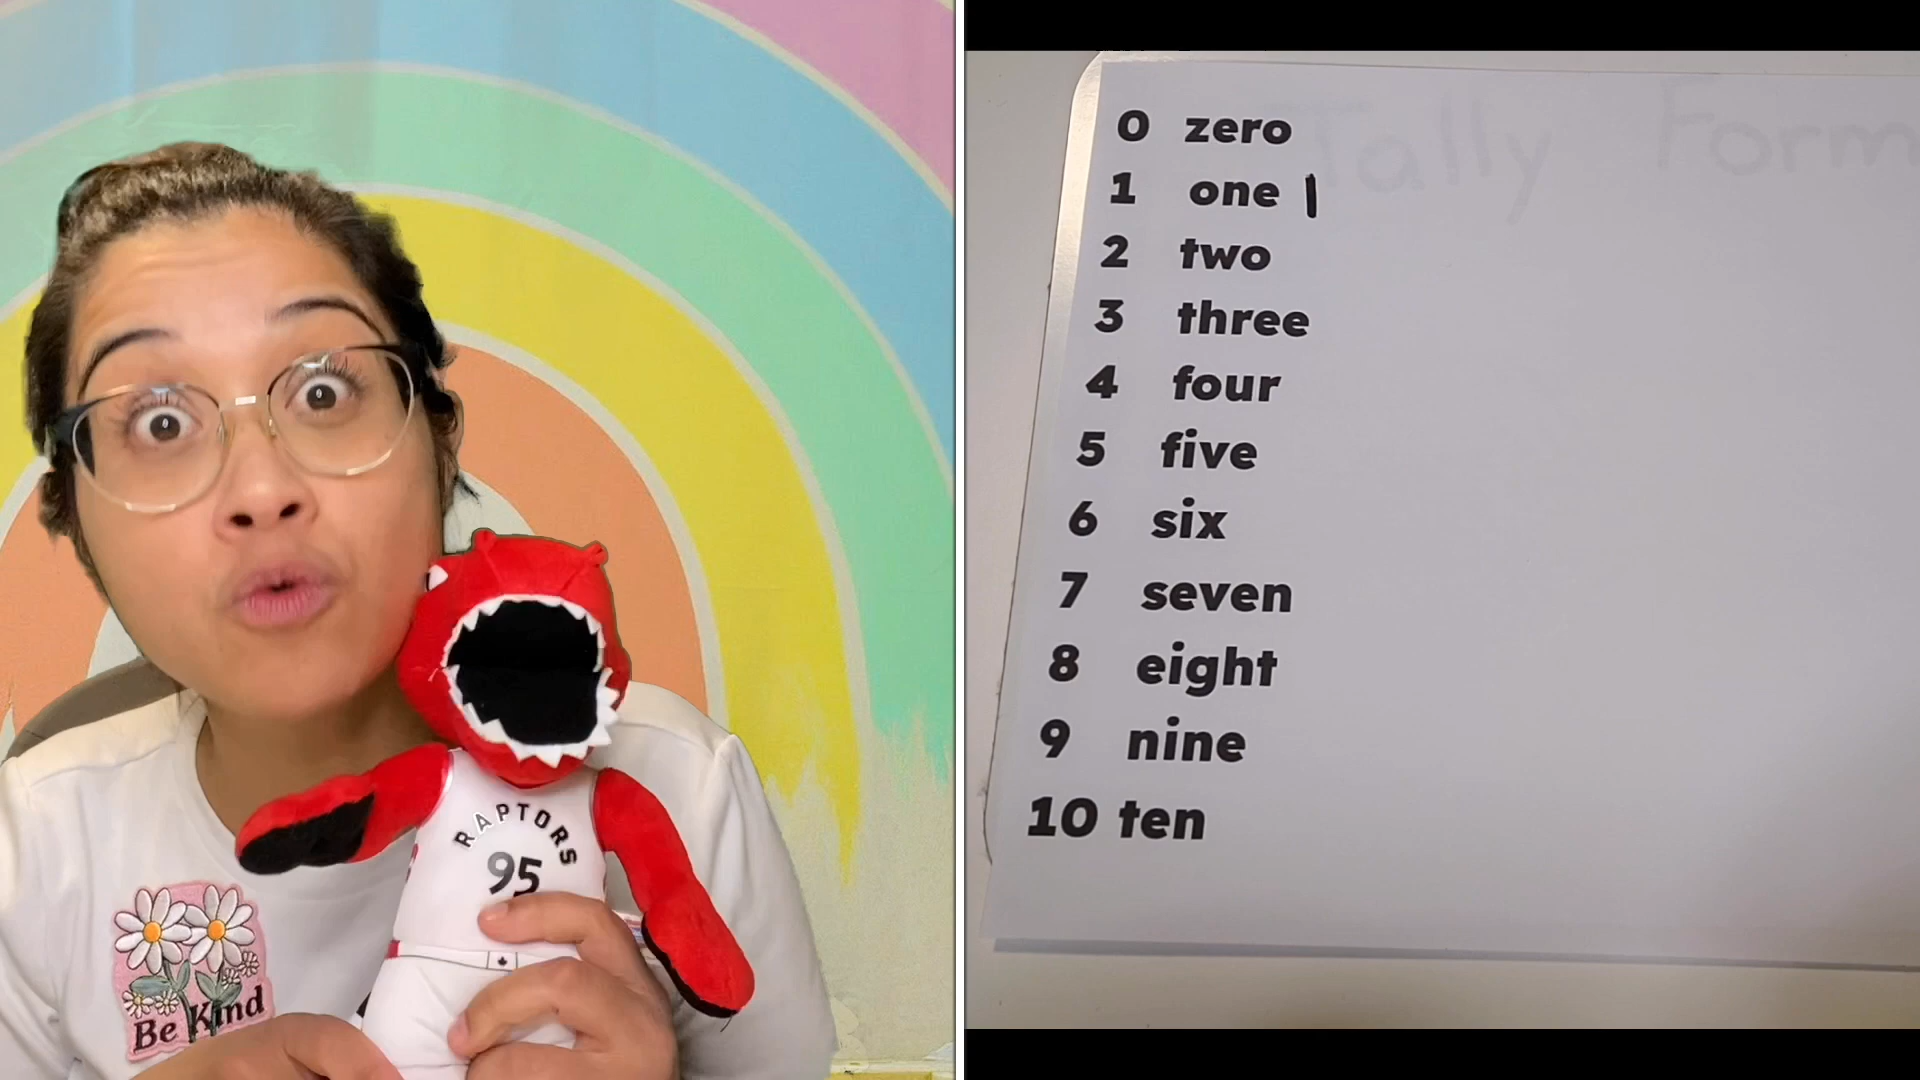 RAPTORS
95
Be Kind
Tally Form
0 zero
1 one |
2 two
3 three
4 four
5 five
6 six
7 seven
8 eight
9 nine
10 ten